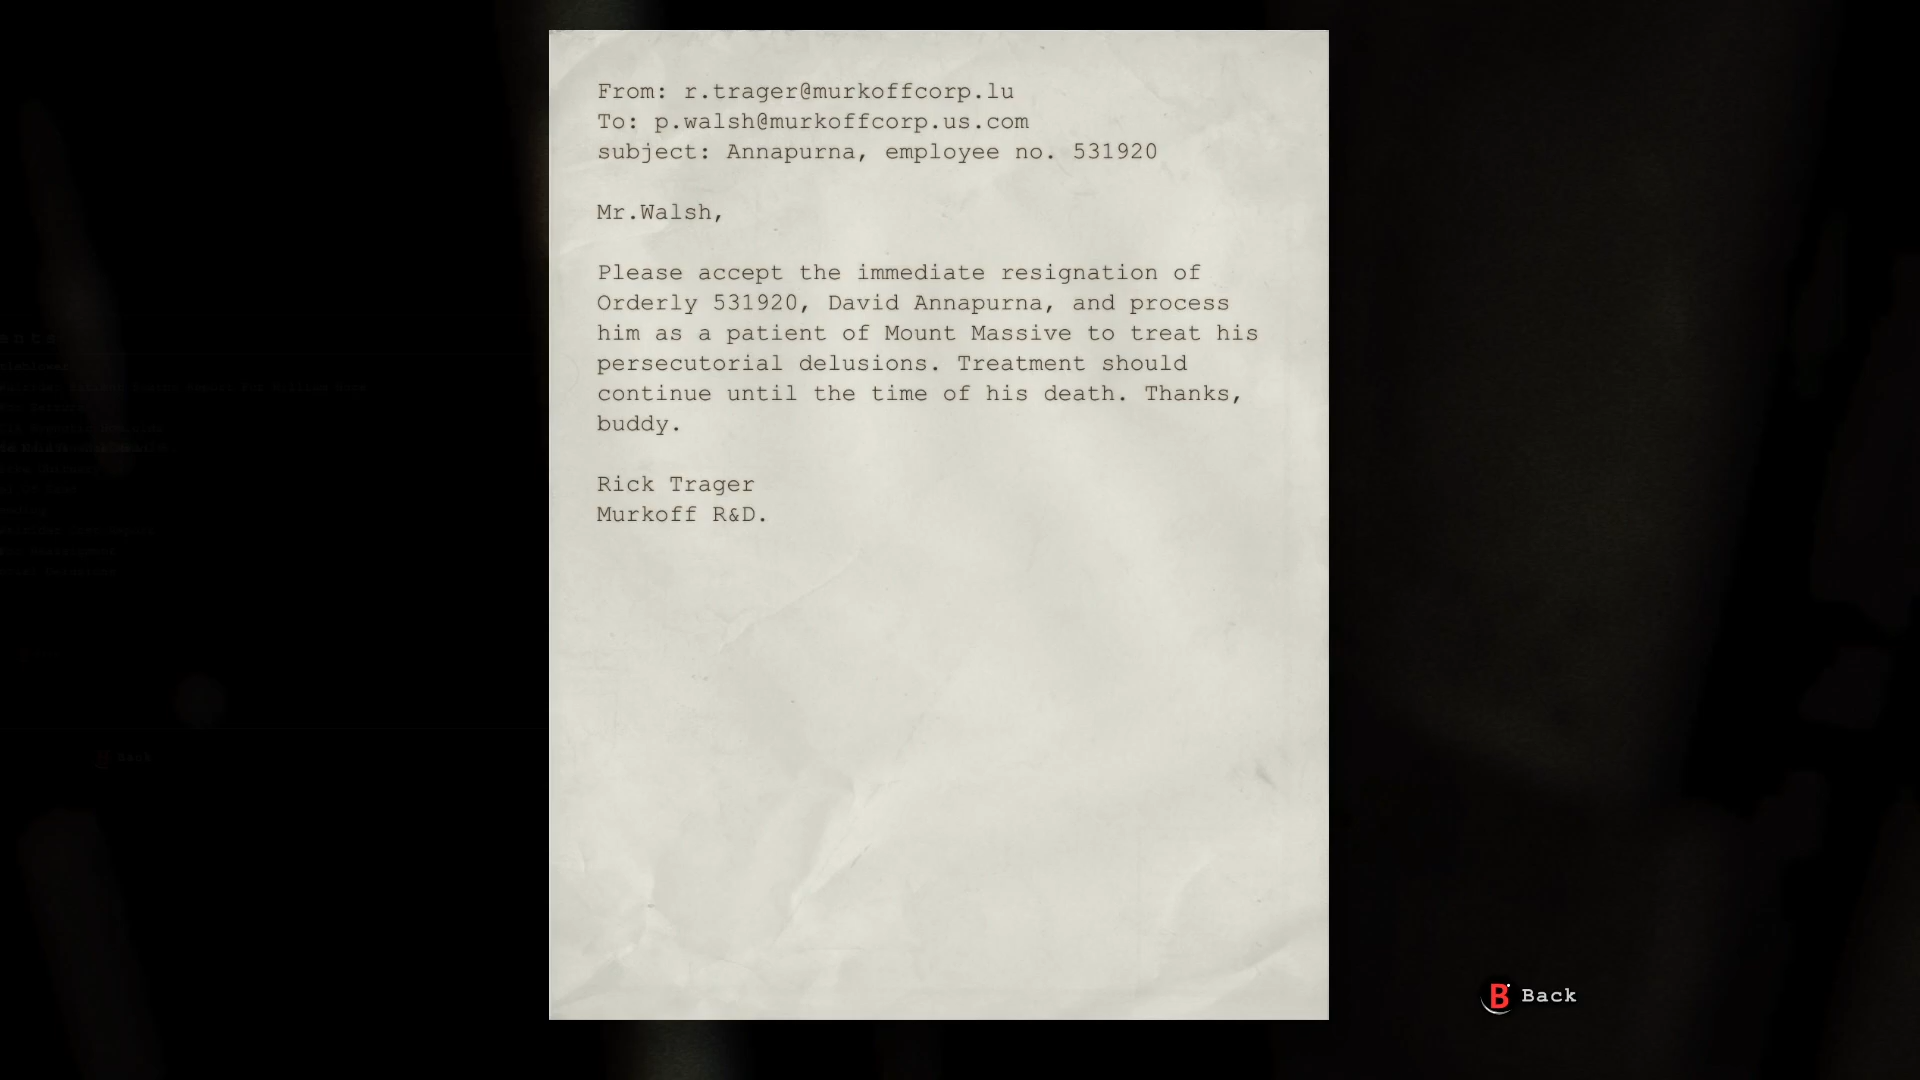 From: r.trager@murkoffcorp.lu
To: p.walsh@murkoffcorp.us.com
subject: Annapurna, employee no. 531920
Mr.Walsh,
Please accept the immediate resignation of
Orderly 531920, David Annapurna, and process
him as a patient of Mount Massive to treat his
persecutorial delusions. Treatment should
continue until the time of his death. Thanks,
buddy.
Rick Trager
Murkoff R&D.
B Back
B Back